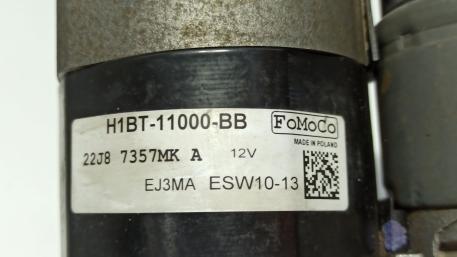 H1BT-11000-BB FoMoCo
MADE IN POLAND
22J8 7357MK A 12V
EJ3MA ESW10-13